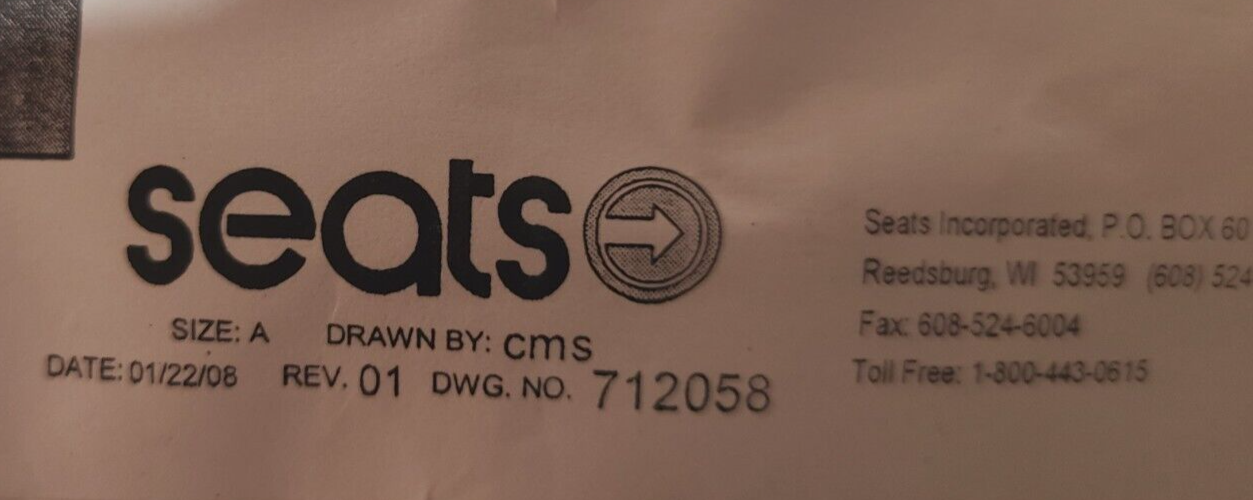 seats
SIZE: A DRAWN BY: cms
DATE: 01/22/08 REV. 01 DWG. NO. 712058
Seats Incorporated, P.O. BOX 60
Reedsburg, WI 53959 (608) 524
Fax: 608-524-6004
Toll Free: 1-800-443-0615